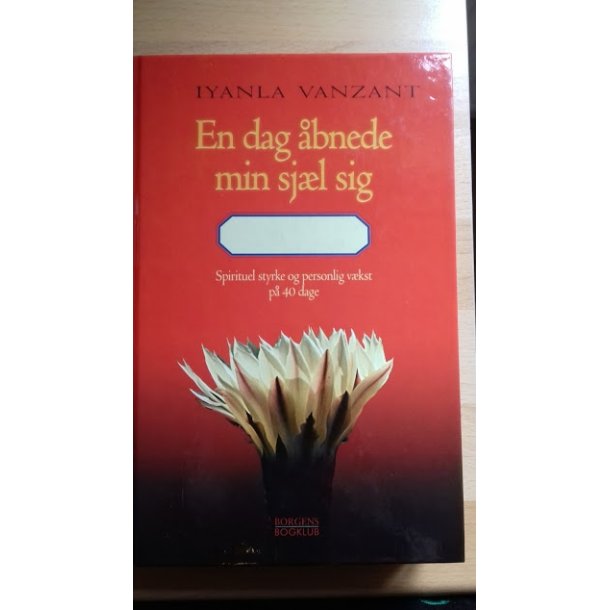 IYANLA VANZANT
En dag åbnede
min sjæl sig
Spirituel styrke og personlig vækst
på 40 dage
BORGENS
BOGKLUB